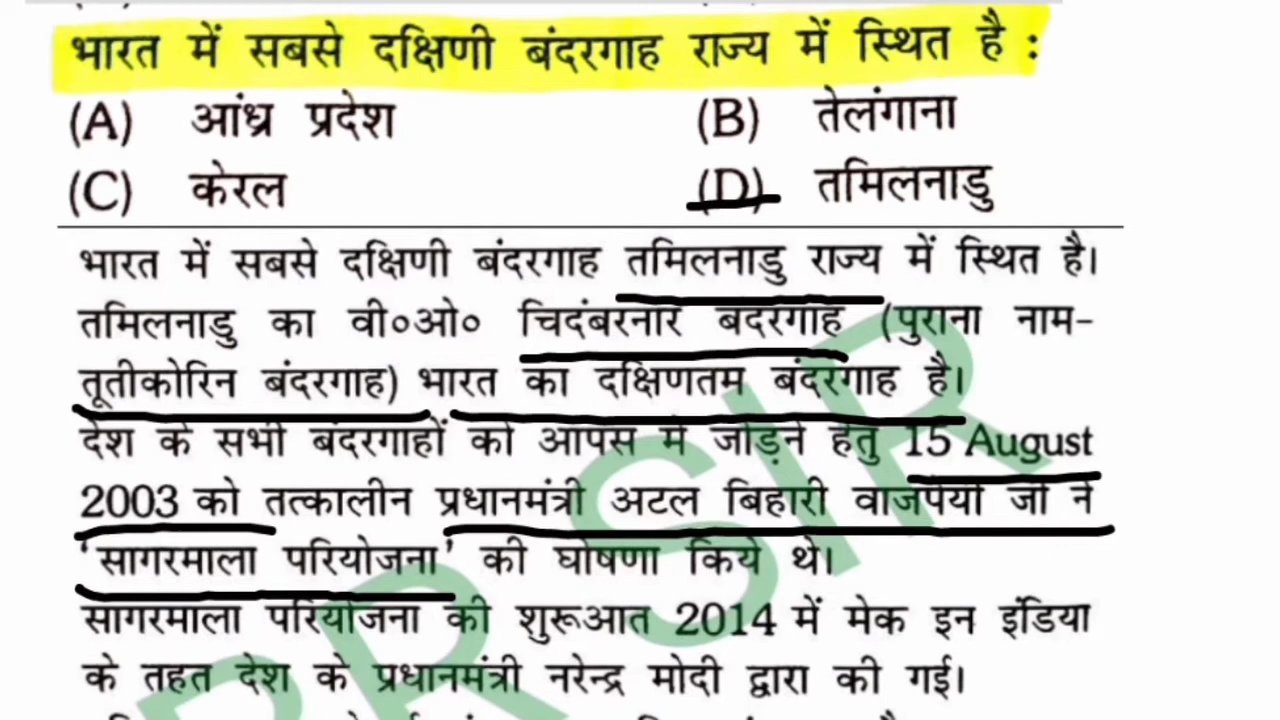 भारत में सबसे दक्षिणी बंदरगाह राज्य में स्थित है :
(A) आंध्र प्रदेश (B) तेलंगाना
(C) केरल (D) तमिलनाडु
भारत में सबसे दक्षिणी बंदरगाह तमिलनाडु राज्य में स्थित है।
तमिलनाडु का वी०ओ० चिदंबरनार बंदरगाह (पुराना नाम-
तूतीकोरिन बंदरगाह) भारत का दक्षिणतम बंदरगाह है।
देश के सभी बंदरगाहों को आपस में जोड़ने हेतु 15 August
2003 को तत्कालीन प्रधानमंत्री अटल बिहारी वाजपेयी जी ने
'सागरमाला परियोजना' की घोषणा किये थे।
सागरमाला परियोजना की शुरूआत 2014 में मेक इन इंडिया
के तहत देश के प्रधानमंत्री नरेन्द्र मोदी द्वारा की गई।
PR SIR